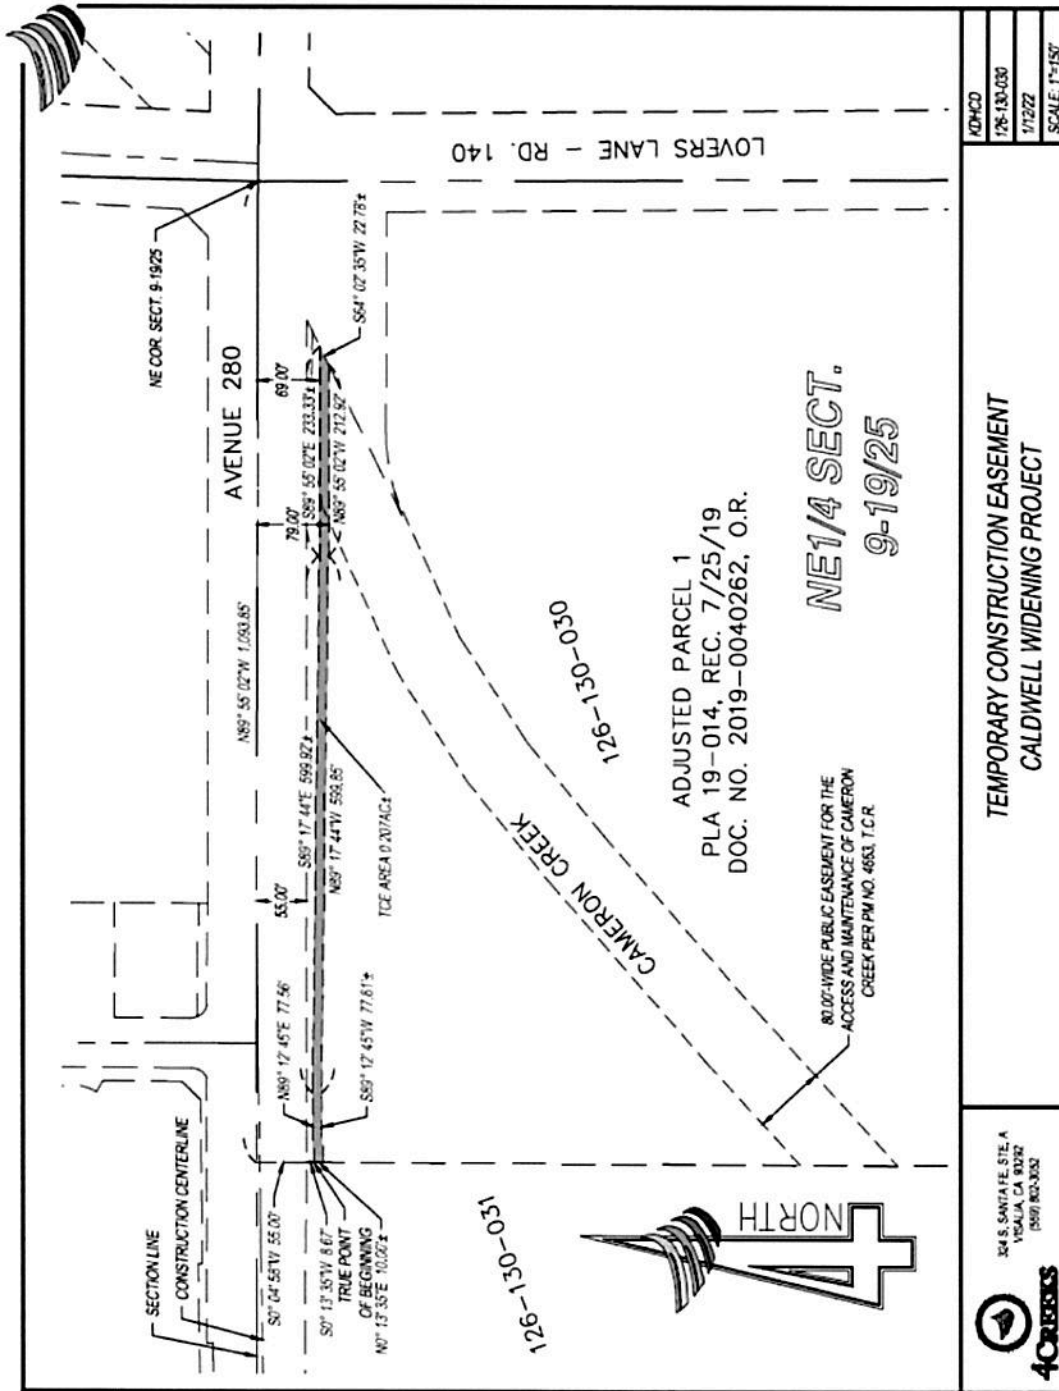 SECTION LINE
CONSTRUCTION CENTERLINE
NE COR. SECT. 9-19/25
AVENUE 280
N89° 55' 02"W 1,093.85'
LOVERS LANE - RD. 140
S0° 04' 58"W 55.00'
S0° 13' 35"W 8.67'
TRUE POINT
OF BEGINNING
N0° 13' 35"E 10.00'±
N89° 12' 45"E 77.56'
S89° 12' 45"W 77.61'±
55.00'
S89° 17' 44"E 599.92'±
N89° 17' 44"W 599.85'
TCE AREA 0.207AC±
79.00'
69.00'
S89° 55' 02"E 233.33'±
N89° 55' 02"W 212.92'
S64° 02' 35"W 22.78'±
126-130-031
126-130-030
CAMERON CREEK
ADJUSTED PARCEL 1
PLA 19-014, REC. 7/25/19
DOC. NO. 2019-0040262, O.R.
NE1/4 SECT.
9-19/25
80.00'-WIDE PUBLIC EASEMENT FOR THE
ACCESS AND MAINTENANCE OF CAMERON
CREEK PER PM NO. 4663, T.C.R.
NORTH
4CREEKS
324 S. SANTA FE, STE. A
VISALIA, CA 93292
(559) 802-3052
TEMPORARY CONSTRUCTION EASEMENT
CALDWELL WIDENING PROJECT
KDHCD
126-130-030
1/12/22
SCALE: 1"=150'